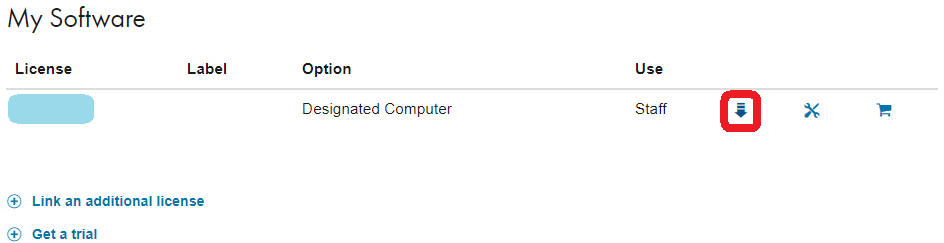 My Software
License Label Option Use
Designated Computer Staff
Link an additional license
Get a trial